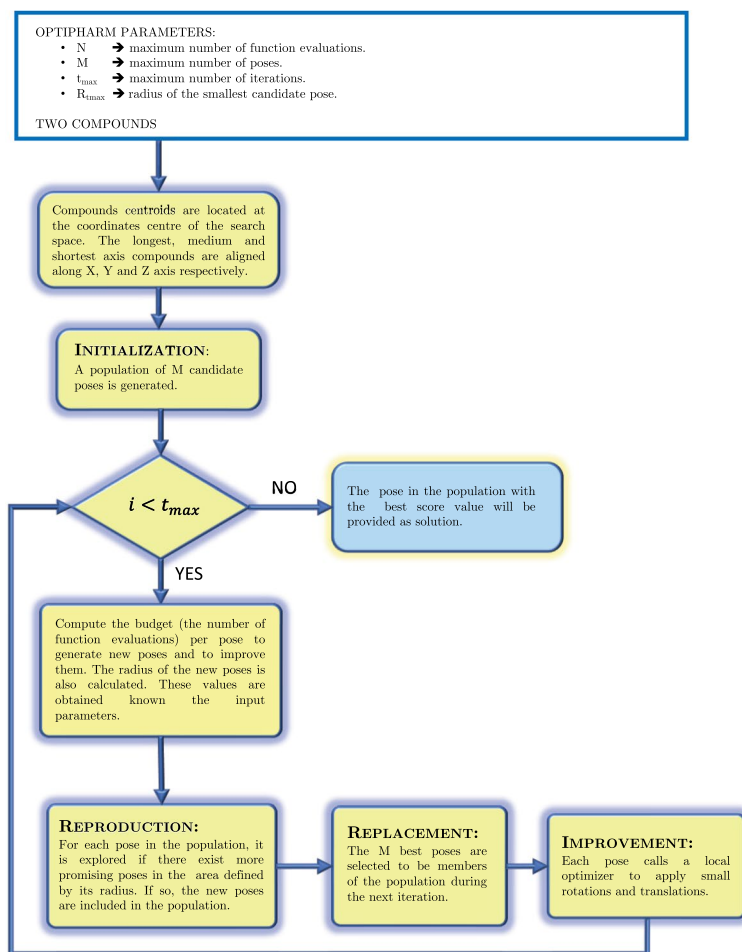 OPTIPHARM PARAMETERS:
• N ➔ maximum number of function evaluations.
• M ➔ maximum number of poses.
• tmax ➔ maximum number of iterations.
• Rtmax ➔ radius of the smallest candidate pose.
TWO COMPOUNDS
Compounds centroids are located at
the coordinates centre of the search
space. The longest, medium and
shortest axis compounds are aligned
along X, Y and Z axis respectively.
INITIALIZATION:
A population of M candidate
poses is generated.
i < tmax
NO
The pose in the population with
the best score value will be
provided as solution.
YES
Compute the budget (the number of
function evaluations) per pose to
generate new poses and to improve
them. The radius of the new poses is
also calculated. These values are
obtained known the input
parameters.
REPRODUCTION:
For each pose in the population, it
is explored if there exist more
promising poses in the area defined
by its radius. If so, the new poses
are included in the population.
REPLACEMENT:
The M best poses are
selected to be members
of the population during
the next iteration.
IMPROVEMENT:
Each pose calls a local
optimizer to apply small
rotations and translations.